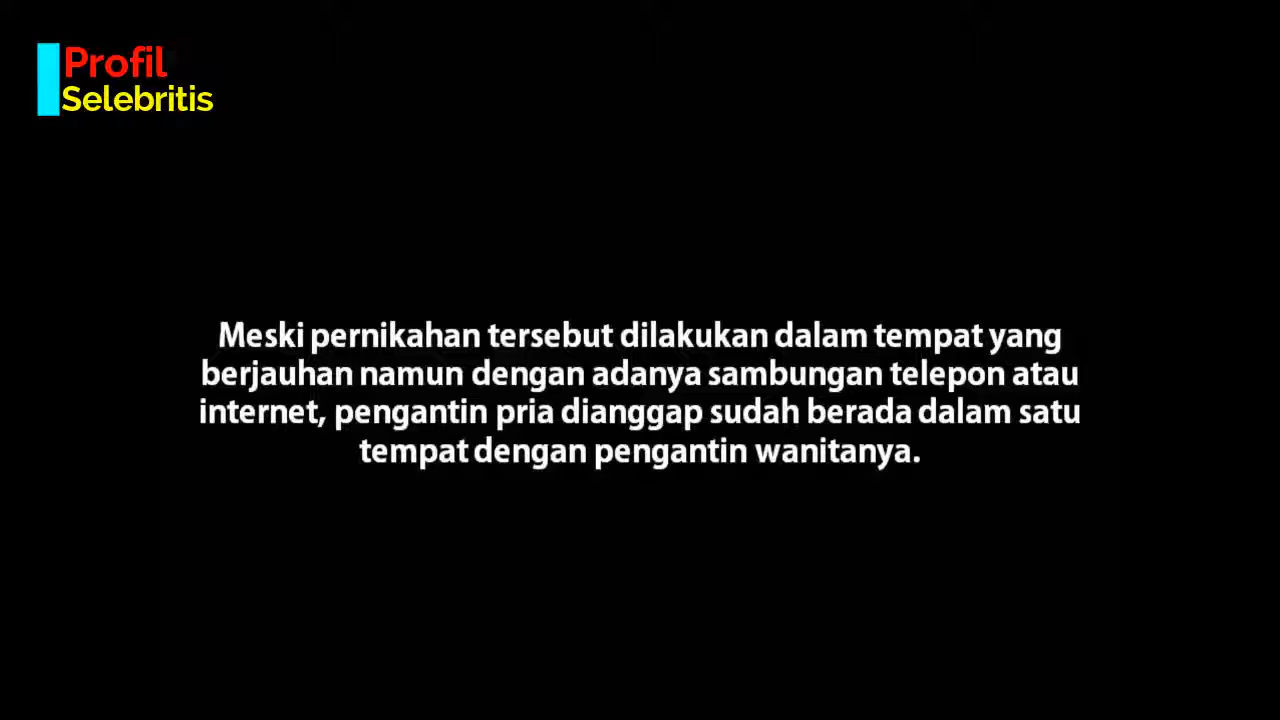 Profil
Selebritis
Meski pernikahan tersebut dilakukan dalam tempat yang
berjauhan namun dengan adanya sambungan telepon atau
internet, pengantin pria dianggap sudah berada dalam satu
tempat dengan pengantin wanitanya.